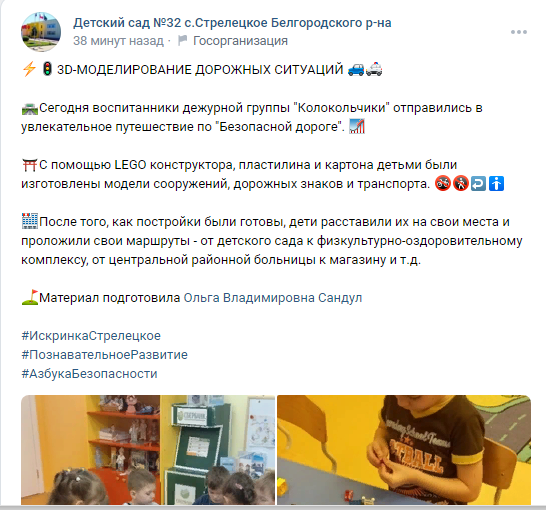 Детский сад №32 с.Стрелецкое Белгородского р-на
38 минут назад · Госорганизация
⚡🚦3D-МОДЕЛИРОВАНИЕ ДОРОЖНЫХ СИТУАЦИЙ 🚙🚓
🛣Сегодня воспитанники дежурной группы "Колокольчики" отправились в
увлекательное путешествие по "Безопасной дороге".
⛩С помощью LEGO конструктора, пластилина и картона детьми были
изготовлены модели сооружений, дорожных знаков и транспорта. 🚳🚷
🏢После того, как постройки были готовы, дети расставили их на свои места и
проложили свои маршруты - от детского сада к физкультурно-оздоровительному
комплексу, от центральной районной больницы к магазину и т.д.
⛳Материал подготовила Ольга Владимировна Сандул
#ИскринкаСтрелецкое
#ПознавательноеРазвитие
#АзбукаБезопасности
СБЕРБАНК